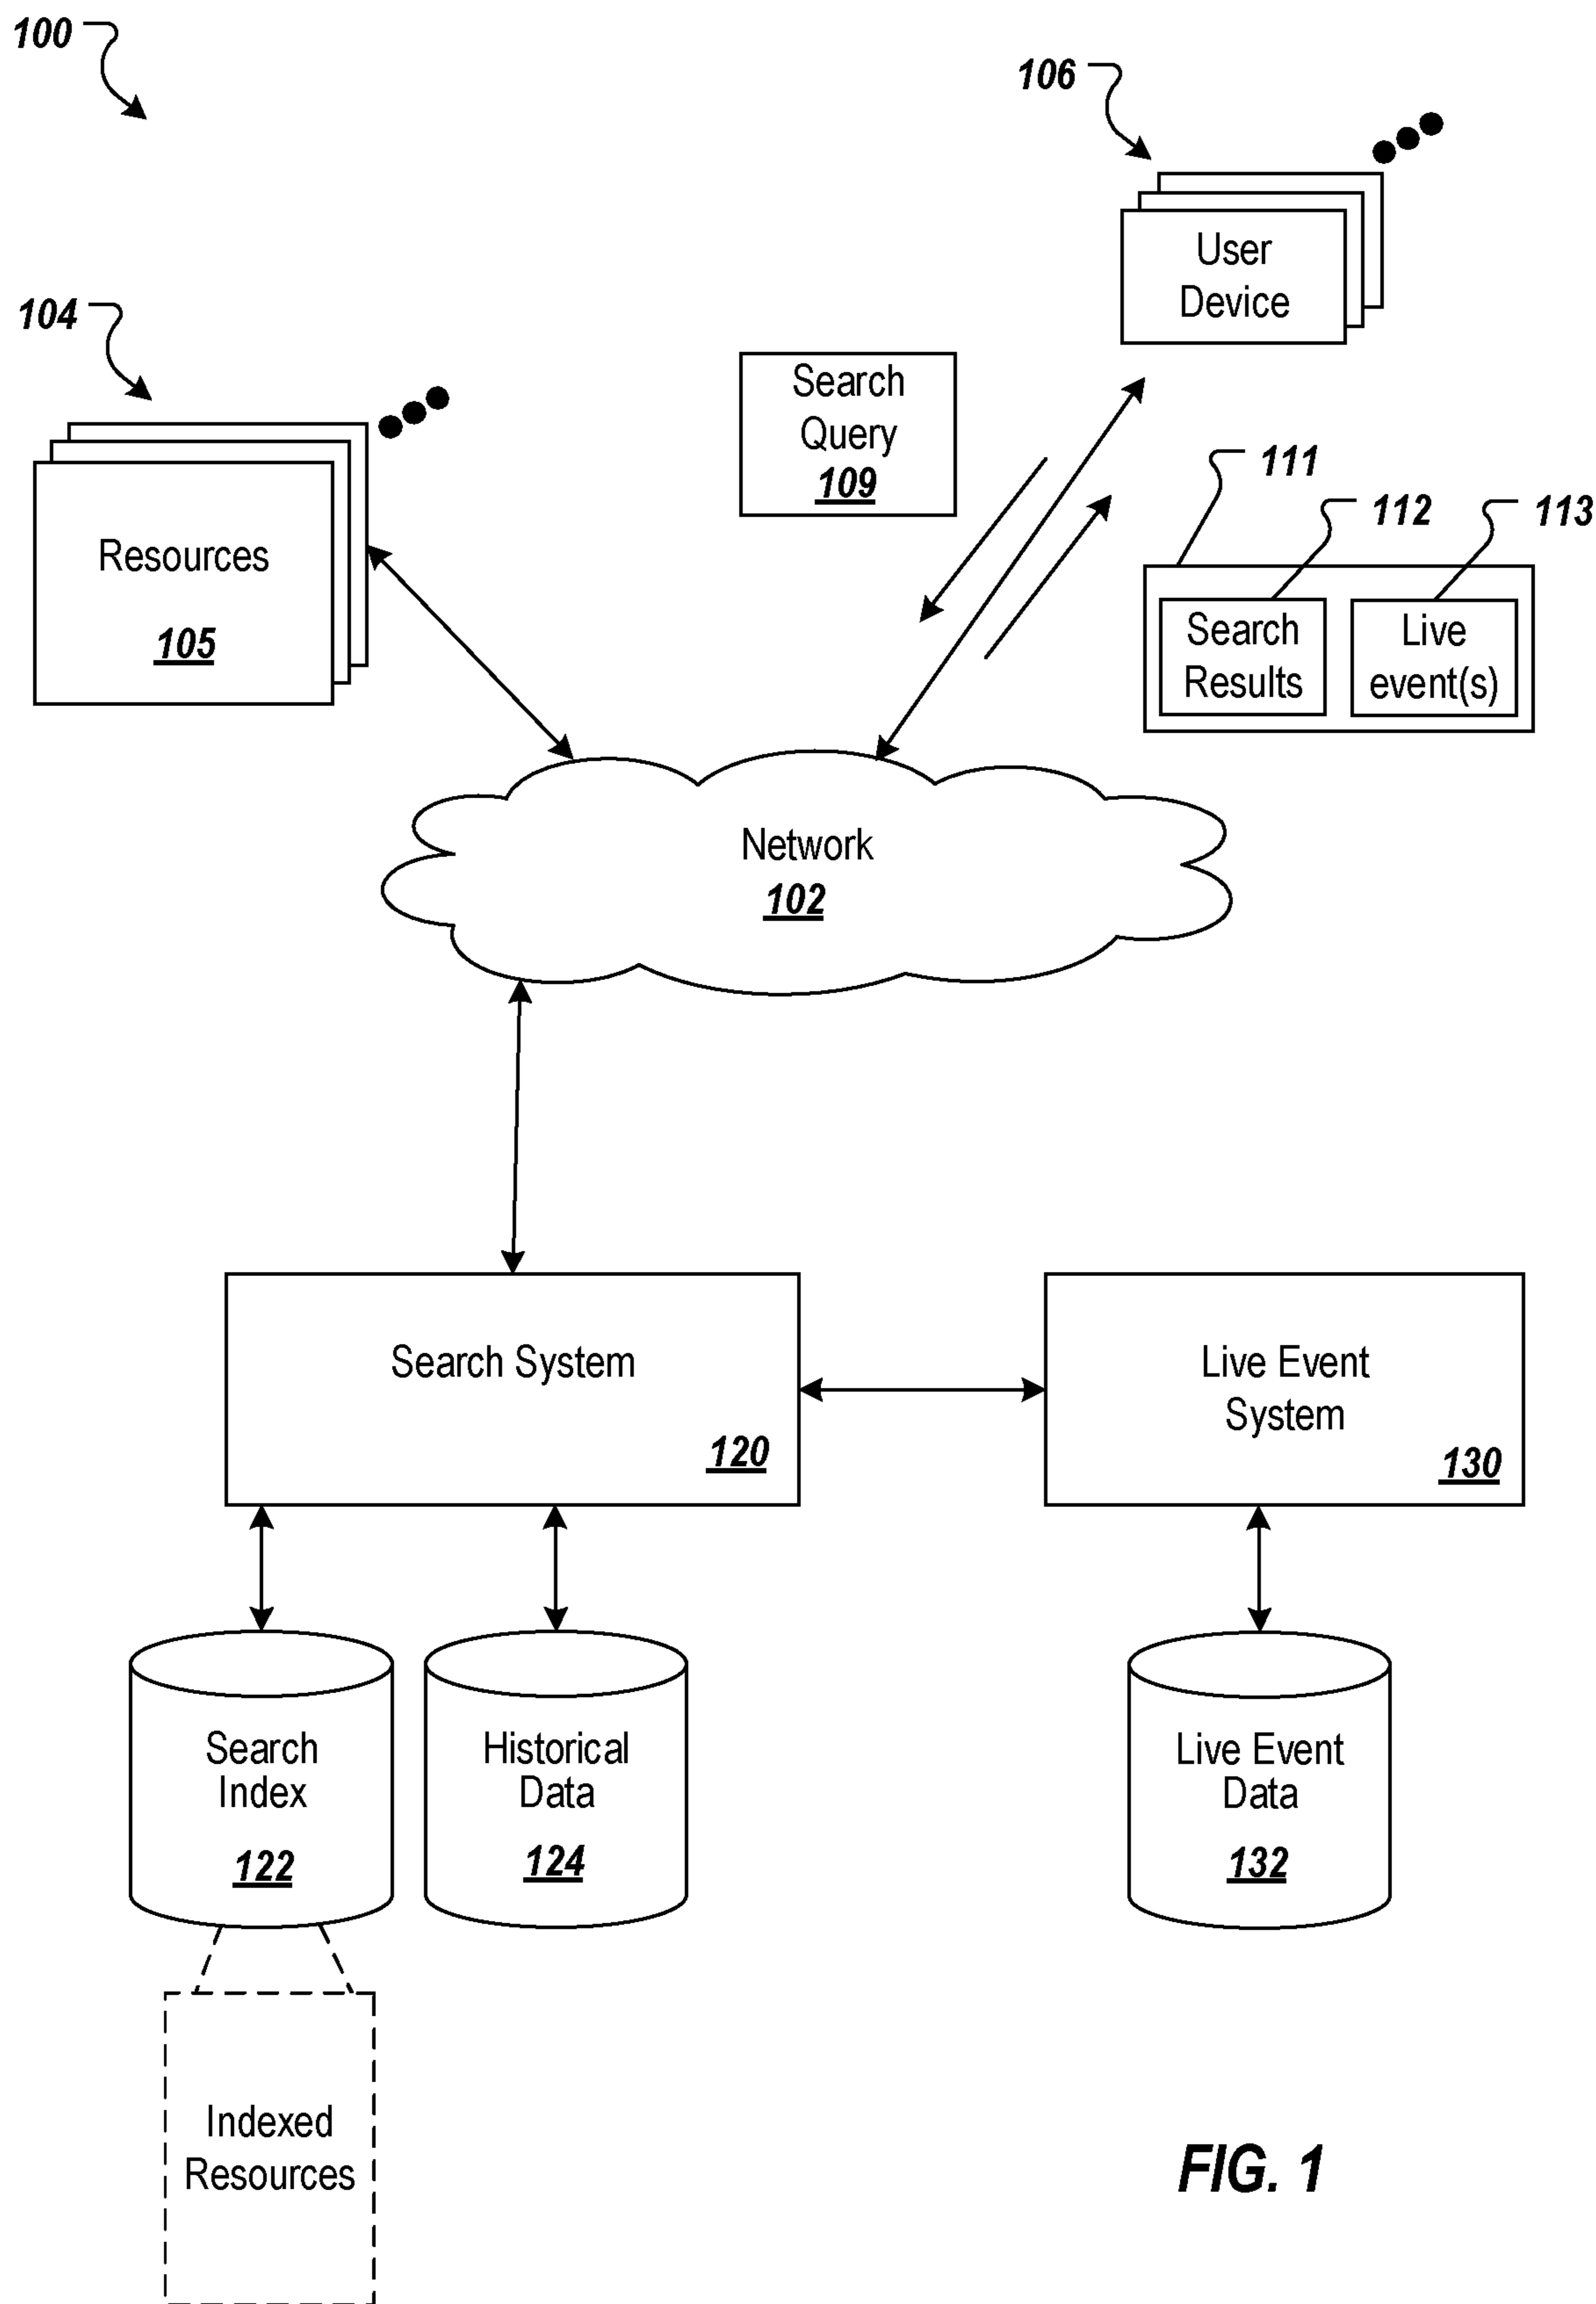 100
106
User
Device
104
Search
Query
109
111
112
113
Resources
105
Search
Results
Live
event(s)
Network
102
Search System
120
Live Event
System
130
Search
Index
122
Historical
Data
124
Live Event
Data
132
Indexed
Resources
FIG. 1